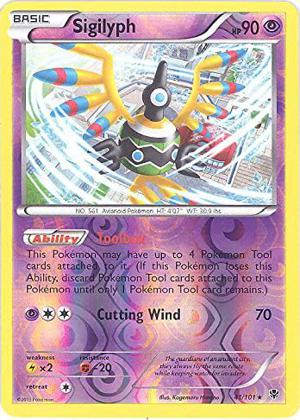 BASIC
Sigilyph
HP90
NO. 561 Avianoid Pokémon HT: 4'07" WT: 30.9 lbs.
Ability Toolbox
This Pokémon may have up to 4 Pokémon Tool
cards attached to it. (If this Pokémon loses this
Ability, discard Pokémon Tool cards attached to this
Pokémon until only 1 Pokémon Tool card remains.)
Cutting Wind 70
weakness
×2
resistance
-20
retreat
The guardians of an ancient city,
they always fly the same route
while keeping watch for invaders.
Illus. Kagemaru Himeno
41/101 ★
©2013 Pokémon